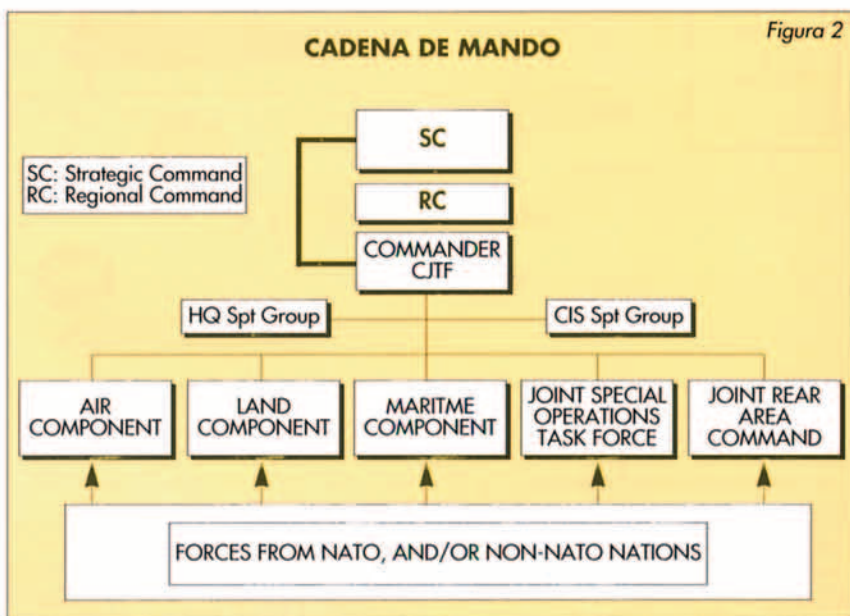 Figura 2
CADENA DE MANDO
SC
SC: Strategic Command
RC: Regional Command
RC
COMMANDER
CJTF
HQ Spt Group
CIS Spt Group
AIR
COMPONENT
LAND
COMPONENT
MARITME
COMPONENT
JOINT SPECIAL
OPERATIONS
TASK FORCE
JOINT REAR
AREA
COMMAND
FORCES FROM NATO, AND/OR NON-NATO NATIONS